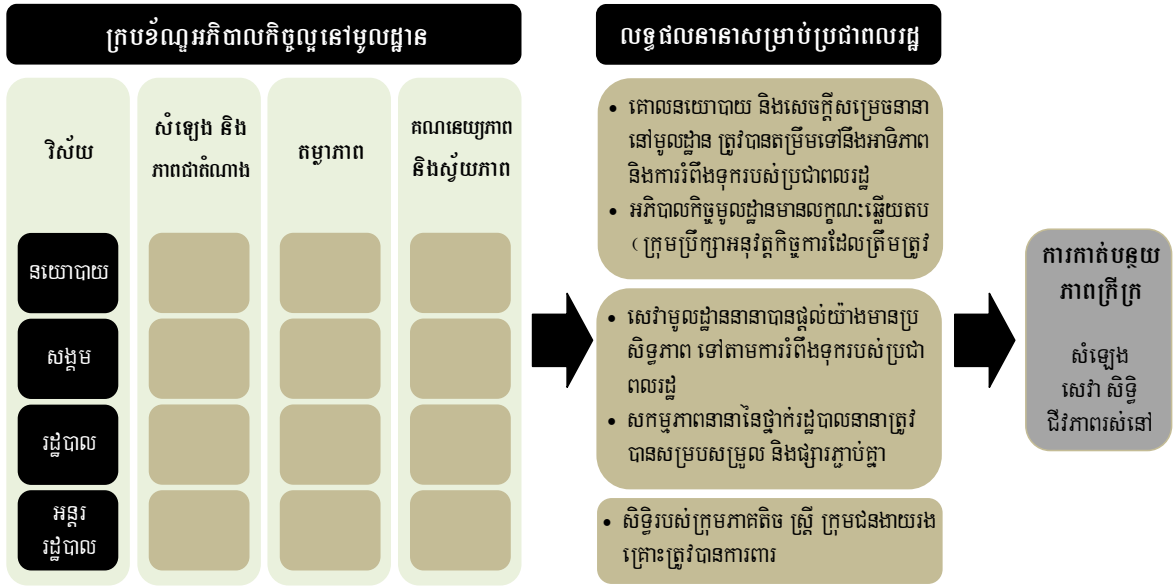 ក្របខ័ណ្ឌអភិបាលកិច្ចល្អនៅមូលដ្ឋាន
វិស័យ
សំឡេង និង
ភាពជាតំណាង
តម្លាភាព
គណនេយ្យភាព
និងស្វ័យភាព
នយោបាយ
សង្គម
រដ្ឋបាល
អន្តរ
រដ្ឋបាល
លទ្ធផលនានាសម្រាប់ប្រជាពលរដ្ឋ
• គោលនយោបាយ និងសេចក្ដីសម្រេចនានា
នៅមូលដ្ឋាន ត្រូវបានតម្រឹមទៅនឹងអាទិភាព
និងការរំពឹងទុករបស់ប្រជាពលរដ្ឋ
• អភិបាលកិច្ចមូលដ្ឋានមានលក្ខណៈឆ្លើយតប
(ក្រុមប្រឹក្សាអនុវត្តកិច្ចការដែលត្រឹមត្រូវ
• សេវាមូលដ្ឋាននានាបានផ្ដល់យ៉ាងមានប្រ
សិទ្ធភាព ទៅតាមការរំពឹងទុករបស់ប្រជា
ពលរដ្ឋ
• សកម្មភាពនានានៃថ្នាក់រដ្ឋបាលនានាត្រូវ
បានសម្របសម្រួល និងផ្សារភ្ជាប់គ្នា
• សិទ្ធិរបស់ក្រុមភាគតិច ស្ត្រី ក្រុមជនងាយរង
គ្រោះត្រូវបានការពារ
ការកាត់បន្ថយ
ភាពក្រីក្រ
សំឡេង
សេវា សិទ្ធិ
ជីវភាពរស់នៅ